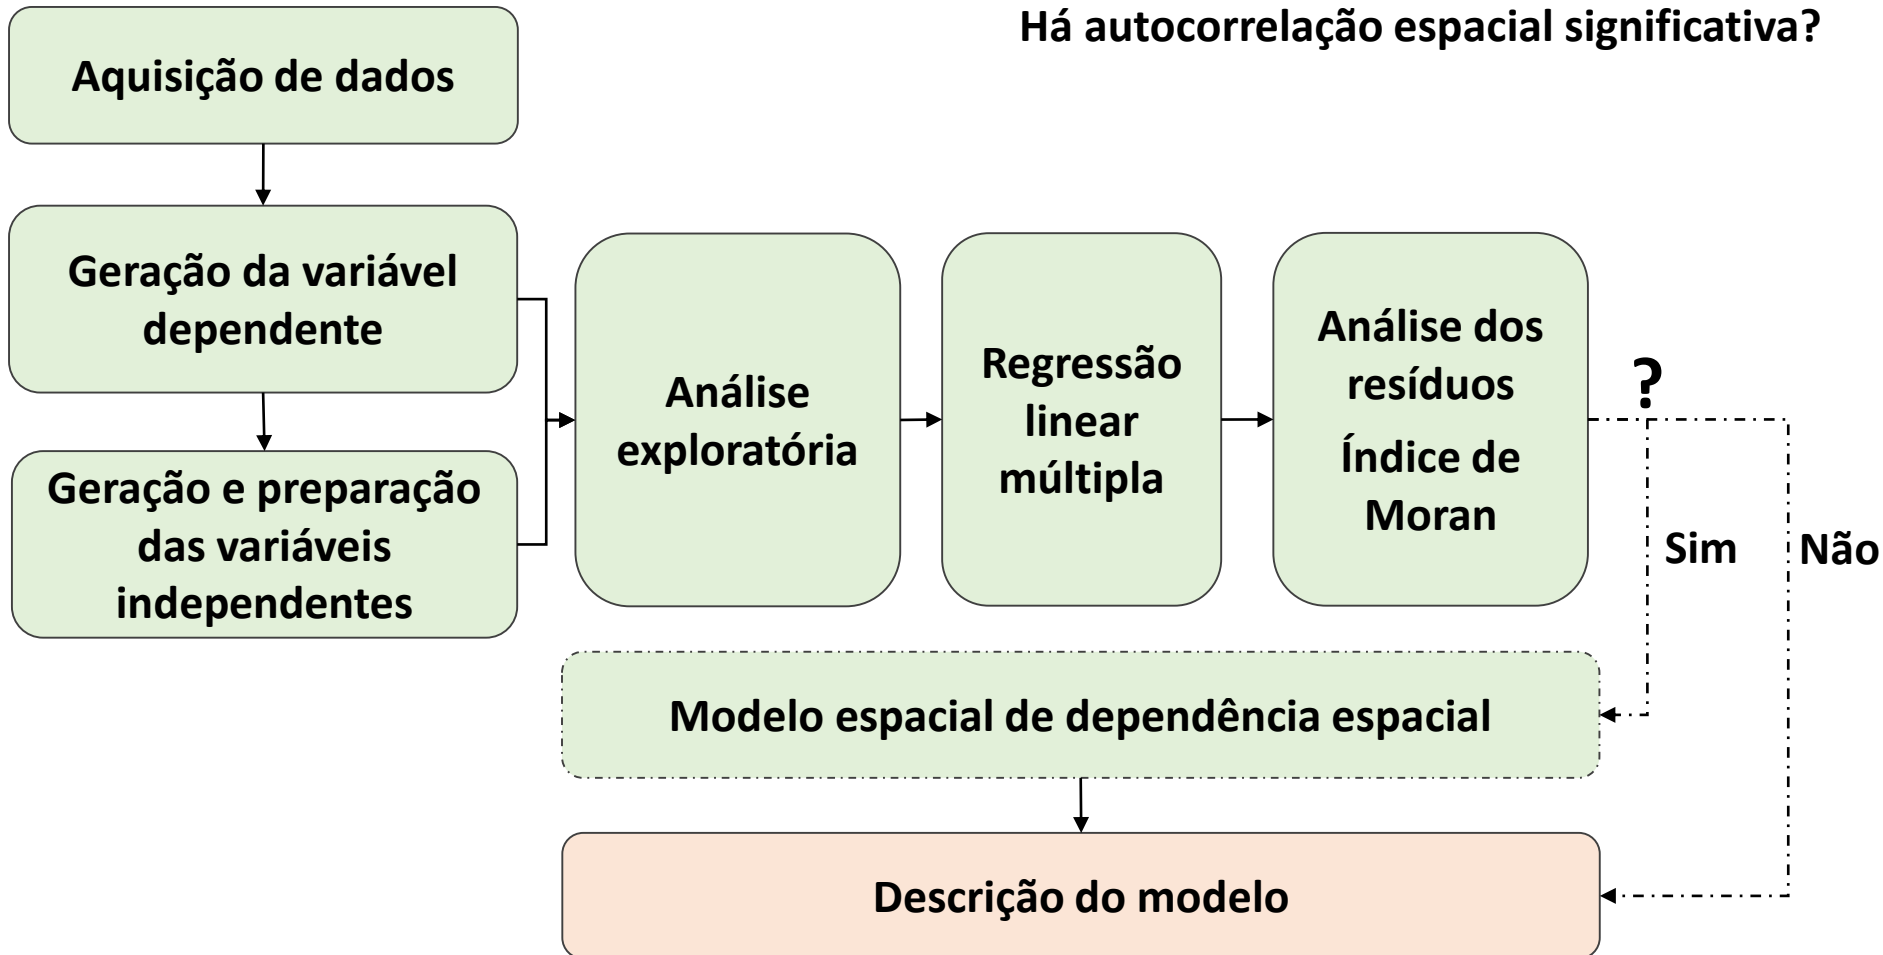 Há autocorrelação espacial significativa?
Aquisição de dados
Geração da variável
dependente
Geração e preparação
das variáveis
independentes
Análise
exploratória
Regressão
linear
múltipla
Análise dos
resíduos
Índice de
Moran
?
Sim
Não
Modelo espacial de dependência espacial
Descrição do modelo